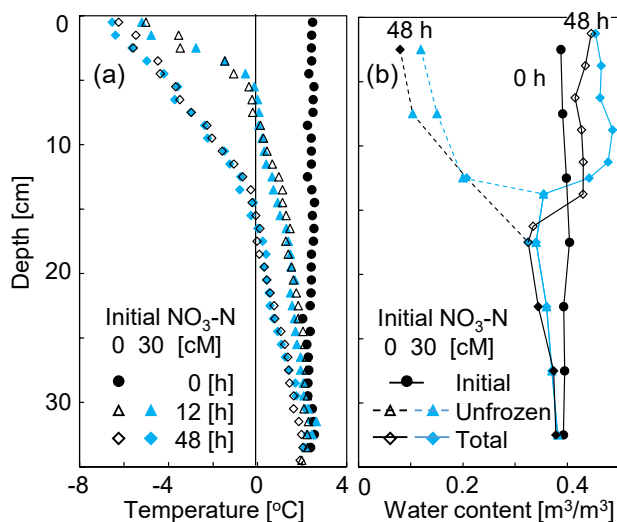 0
10
20
30
Depth [cm]
(a)
Initial NO₃-N
0 30 [cM]
0 [h]
12 [h]
48 [h]
-8 -4 0 4
Temperature [°C]
48 h
48 h
0 h
(b)
Initial NO₃-N
0 30 [cM]
Initial
Unfrozen
Total
0 0.2 0.4
Water content [m³/m³]